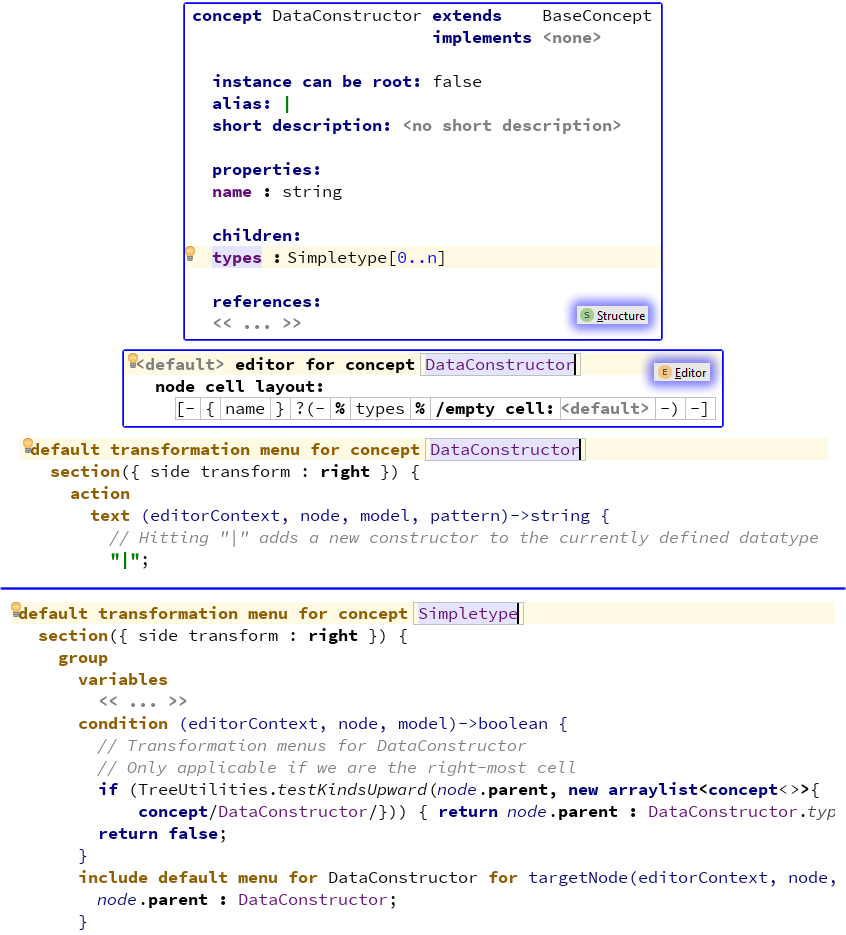 concept DataConstructor extends BaseConcept
implements <none>
instance can be root: false
alias: |
short description: <no short description>
properties:
name : string
children:
types : Simpletype[0..n]
references:
<< ... >>
S Structure
<default> editor for concept DataConstructor
E Editor
node cell layout:
[- { name } ?(- % types % /empty cell: <default> -) -]
default transformation menu for concept DataConstructor
section({ side transform : right }) {
action
text (editorContext, node, model, pattern)->string {
// Hitting "|" adds a new constructor to the currently defined datatype
"|";
default transformation menu for concept Simpletype
section({ side transform : right }) {
group
variables
<< ... >>
condition (editorContext, node, model)->boolean {
// Transformation menus for DataConstructor
// Only applicable if we are the right-most cell
if (TreeUtilities.testKindsUpward(node.parent, new arraylist<concept<>>{
concept/DataConstructor/})) { return node.parent : DataConstructor.typ
return false;
}
include default menu for DataConstructor for targetNode(editorContext, node,
node.parent : DataConstructor;
}